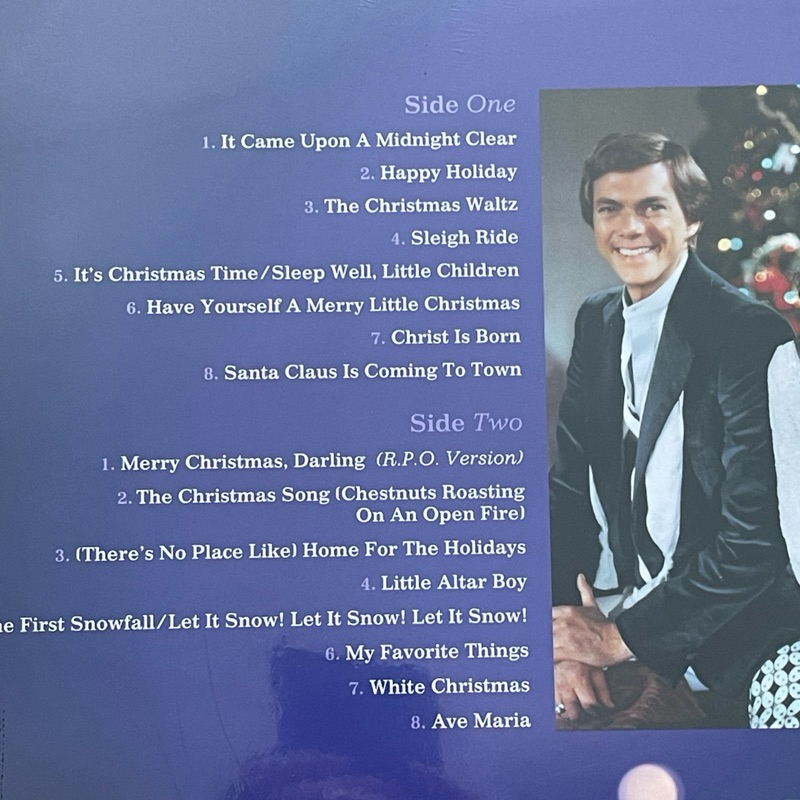 Side One
1. It Came Upon A Midnight Clear
2. Happy Holiday
3. The Christmas Waltz
4. Sleigh Ride
5. It's Christmas Time/Sleep Well, Little Children
6. Have Yourself A Merry Little Christmas
7. Christ Is Born
8. Santa Claus Is Coming To Town
Side Two
1. Merry Christmas, Darling (R.P.O. Version)
2. The Christmas Song (Chestnuts Roasting
On An Open Fire)
3. (There's No Place Like) Home For The Holidays
4. Little Altar Boy
First Snowfall/Let It Snow! Let It Snow! Let It Snow!
6. My Favorite Things
7. White Christmas
8. Ave Maria